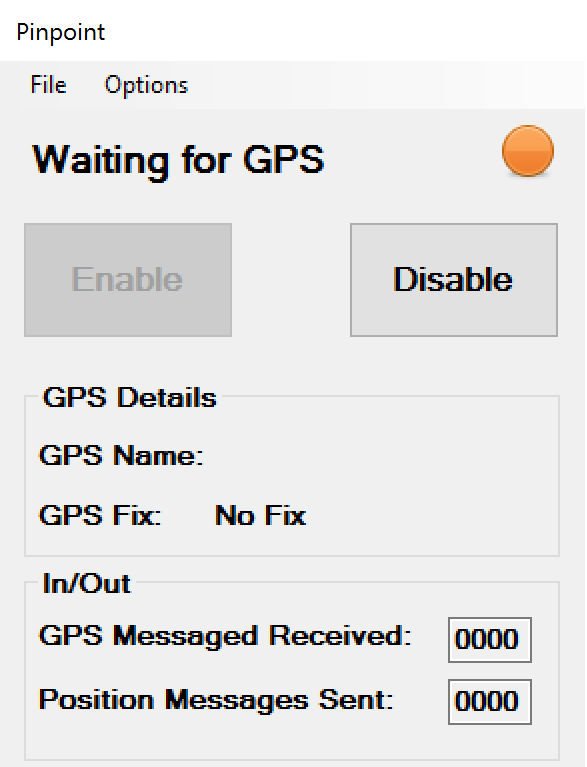 Pinpoint
File Options
Waiting for GPS
Enable Disable
GPS Details
GPS Name:
GPS Fix: No Fix
In/Out
GPS Messaged Received: 0000
Position Messages Sent: 0000